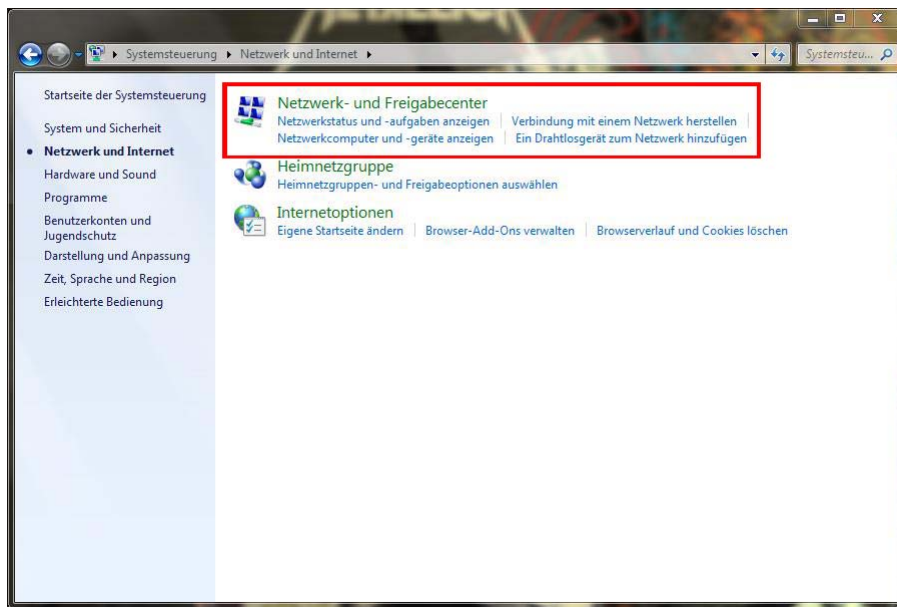 Systemsteuerung Netzwerk und Internet
Systemsteu...
Startseite der Systemsteuerung
System und Sicherheit
Netzwerk und Internet
Hardware und Sound
Programme
Benutzerkonten und
Jugendschutz
Darstellung und Anpassung
Zeit, Sprache und Region
Erleichterte Bedienung
Netzwerk- und Freigabecenter
Netzwerkstatus und -aufgaben anzeigen Verbindung mit einem Netzwerk herstellen
Netzwerkcomputer und -geräte anzeigen Ein Drahtlosgerät zum Netzwerk hinzufügen
Heimnetzgruppe
Heimnetzgruppen- und Freigabeoptionen auswählen
Internetoptionen
Eigene Startseite ändern Browser-Add-Ons verwalten Browserverlauf und Cookies löschen